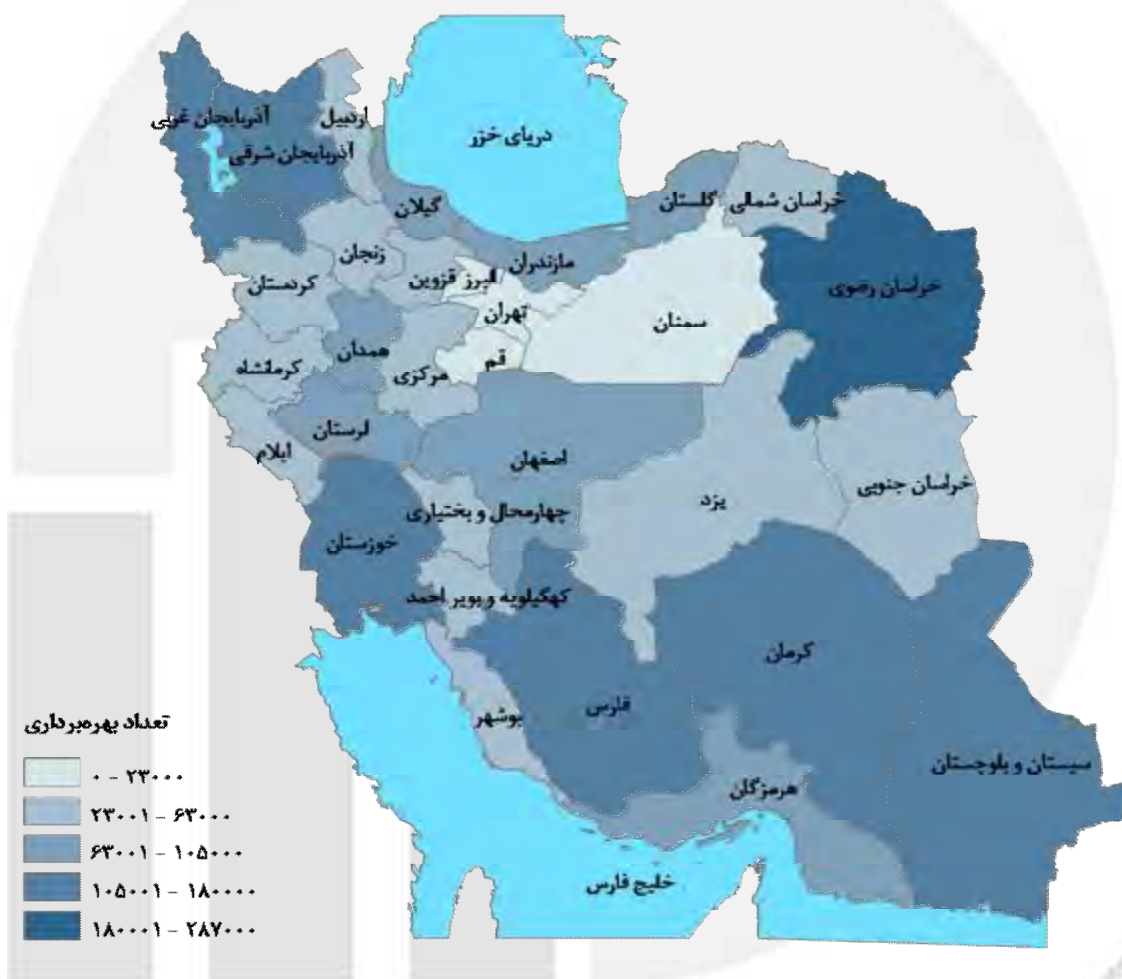 دریای خزر
آذربایجان غربی
اردبیل
آذربایجان شرقی
گیلان
گلستان
خراسان شمالی
مازندران
زنجان
قزوین
البرز
خراسان رضوی
کردستان
تهران
سمنان
همدان
قم
کرمانشاه
مرکزی
لرستان
ایلام
اصفهان
خراسان جنوبی
یزد
چهارمحال و بختیاری
خوزستان
کهگیلویه و بویر احمد
کرمان
فارس
بوشهر
سیستان و بلوچستان
هرمزگان
خلیج فارس
تعداد بهره‌برداری
۰ - ۲۳۰۰۰
۲۳۰۰۱ - ۶۳۰۰۰
۶۳۰۰۱ - ۱۰۵۰۰۰
۱۰۵۰۰۱ - ۱۸۰۰۰۰
۱۸۰۰۰۱ - ۲۸۷۰۰۰